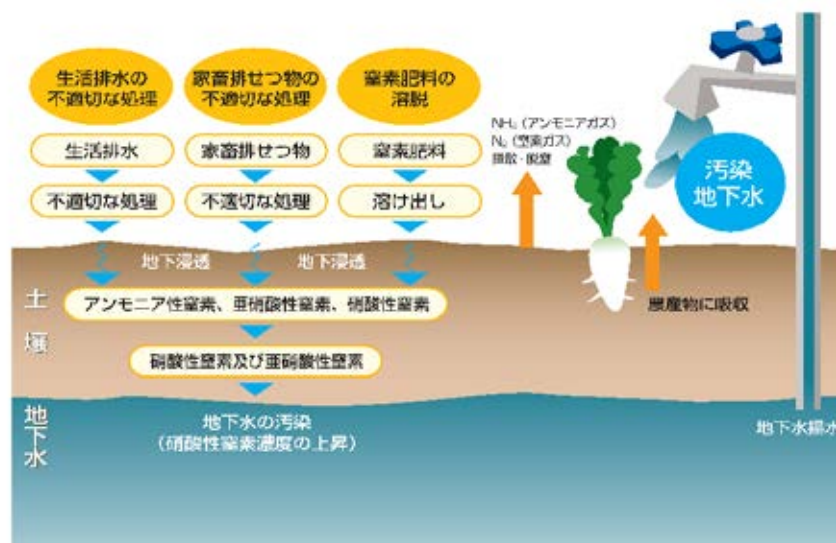 生活排水の
不適切な処理
家畜排せつ物の
不適切な処理
窒素肥料の
溶脱
生活排水
家畜排せつ物
窒素肥料
不適切な処理
不適切な処理
溶け出し
地下浸透
地下浸透
アンモニア性窒素、亜硝酸性窒素、硝酸性窒素
硝酸性窒素及び亜硝酸性窒素
地下水の汚染
(硝酸性窒素濃度の上昇)
土壌
地下水
NH₃(アンモニアガス)
N₂(窒素ガス)
揮散・脱窒
農産物に吸収
汚染
地下水
地下水揚水